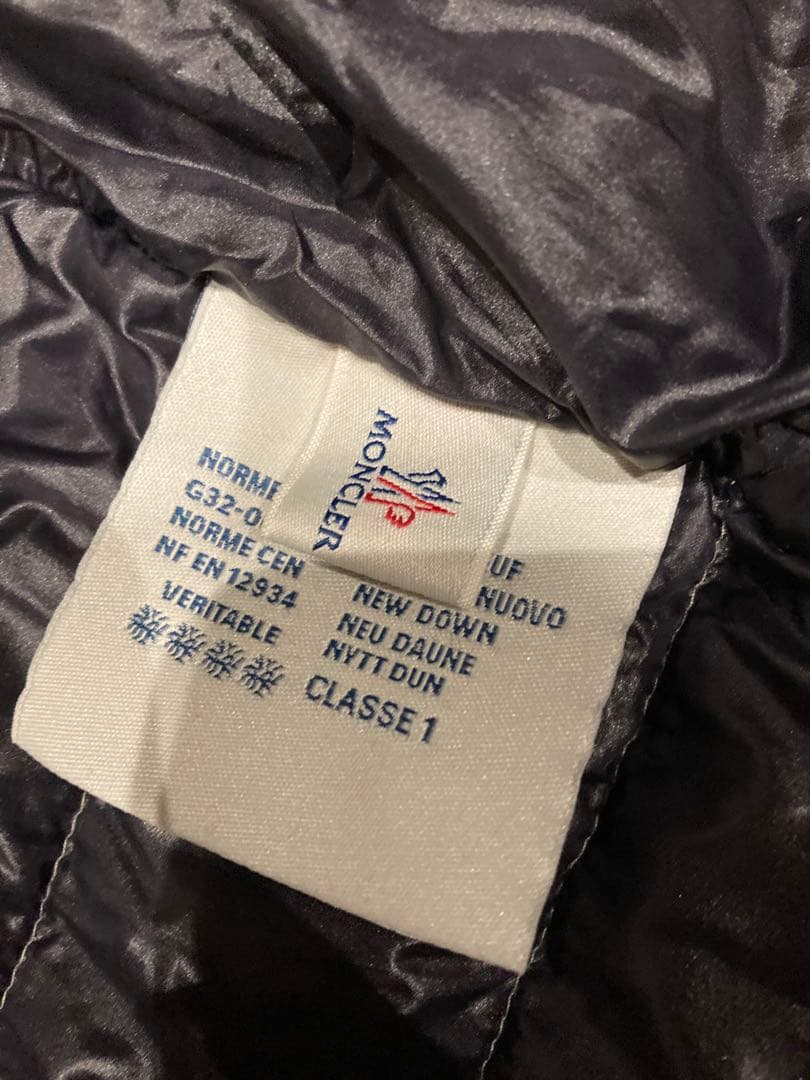 MONCLER
NORME
G32-0
NORME CEN
NF EN 12934
VERITABLE
UF
NUOVO
NEW DOWN
NEU DAUNE
NYTT DUN
CLASSE 1